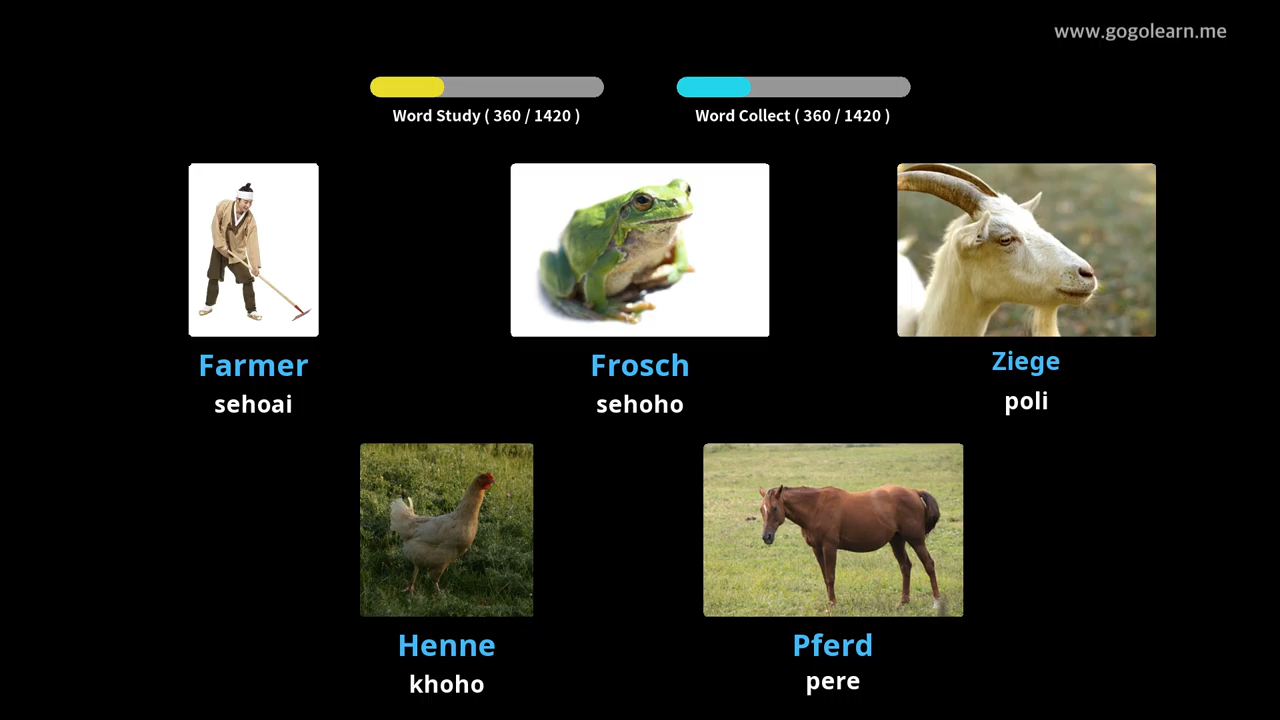 www.gogolearn.me
Word Study ( 360 / 1420 )
Word Collect ( 360 / 1420 )
Farmer
sehoai
Frosch
sehoho
Ziege
poli
Henne
khoho
Pferd
pere